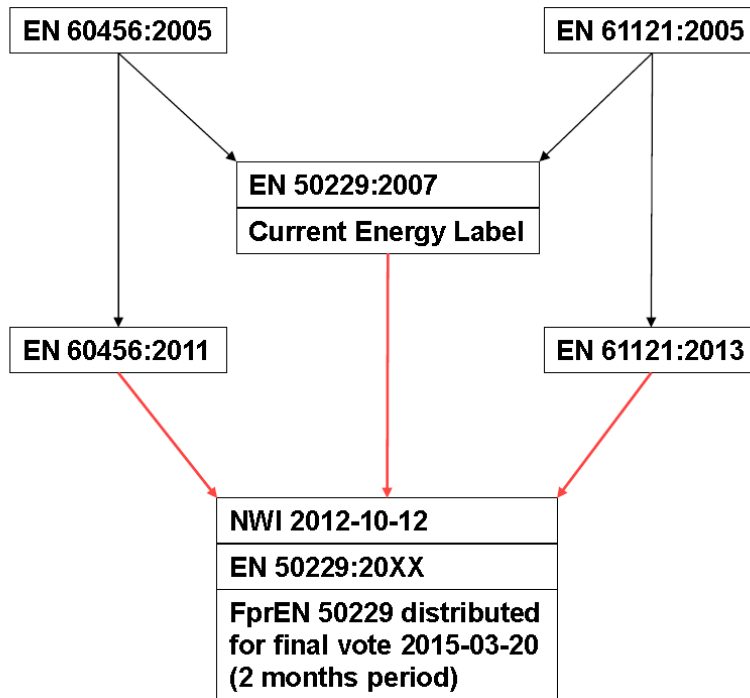 EN 60456:2005
EN 61121:2005
EN 50229:2007
Current Energy Label
EN 60456:2011
EN 61121:2013
NWI 2012-10-12
EN 50229:20XX
FprEN 50229 distributed
for final vote 2015-03-20
(2 months period)